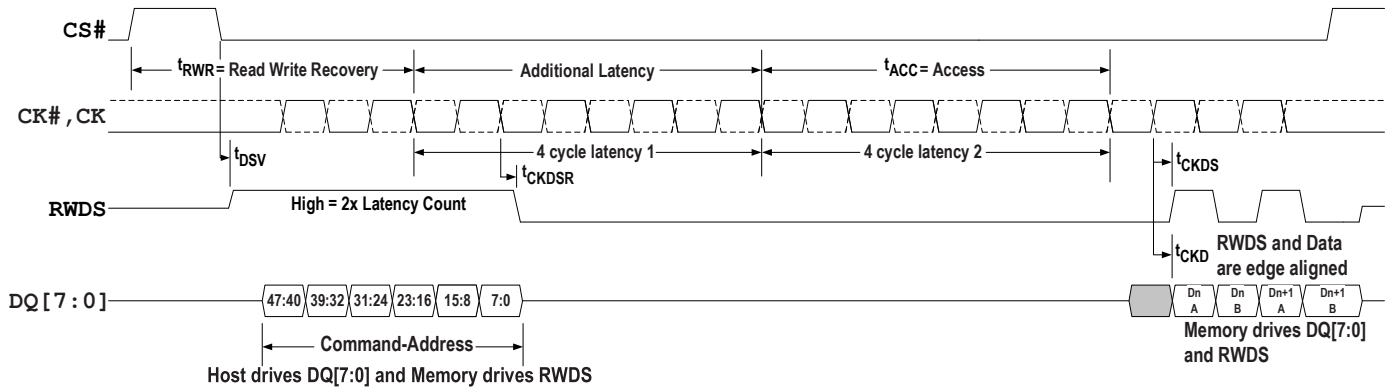 CS#
tRWR= Read Write Recovery
Additional Latency
tACC= Access
CK#,CK
tDSV
4 cycle latency 1
4 cycle latency 2
tCKDSR
tCKDS
RWDS
High = 2x Latency Count
tCKD
RWDS and Data
are edge aligned
DQ[7:0]
47:40 39:32 31:24 23:16 15:8 7:0
Dn Dn Dn+1 Dn+1
A B A B
Command-Address
Memory drives DQ[7:0]
and RWDS
Host drives DQ[7:0] and Memory drives RWDS